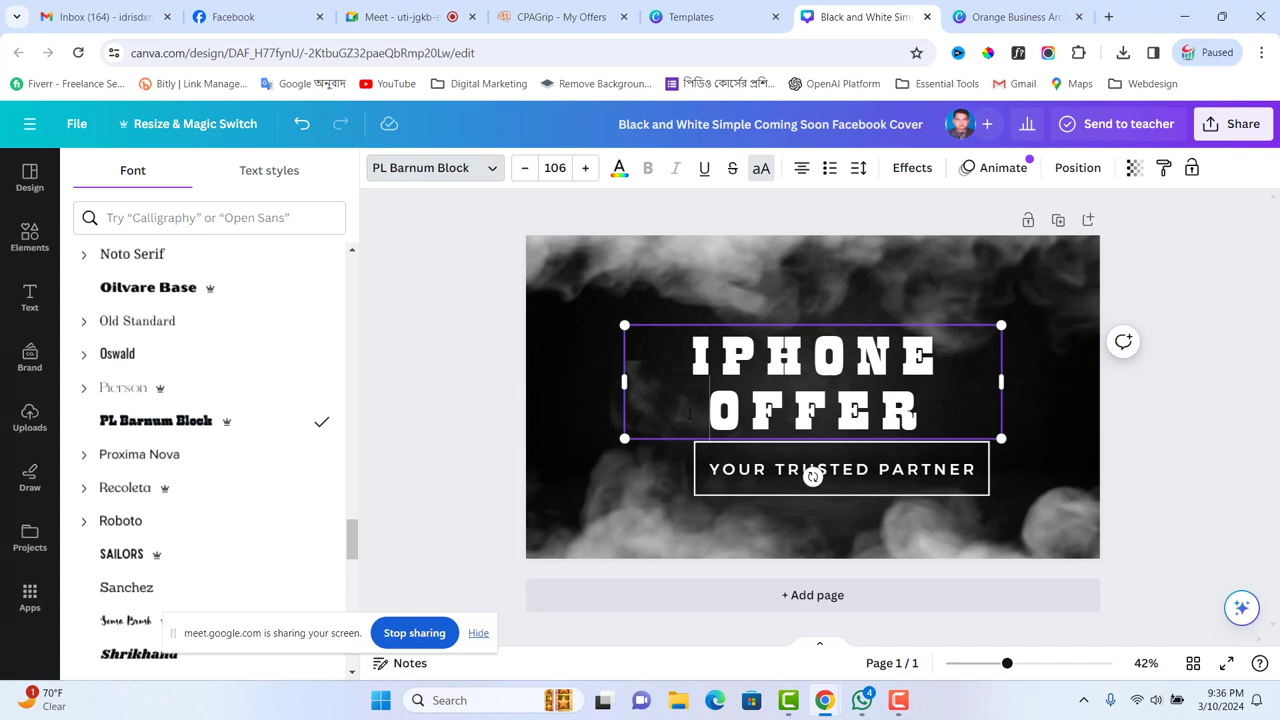 Inbox (164) - idrisdx
Facebook
Meet - uti-jgkb-e
CPAGrip - My Offers
Templates
Black and White Sim
Orange Business Arc
canva.com/design/DAF_H77fynU/-2KtbuGZ32paeQbRmp20Lw/edit
Paused
Fiverr - Freelance Se...
Bitly | Link Manage...
Google অনুবাদ
YouTube
Digital Marketing
Remove Background...
পিডিও কোর্সের প্রশি...
OpenAI Platform
Essential Tools
Gmail
Maps
Webdesign
File
Resize & Magic Switch
Black and White Simple Coming Soon Facebook Cover
Send to teacher
Share
Font
Text styles
PL Barnum Block
106
Effects
Animate
Position
Try “Calligraphy” or “Open Sans”
Design
Elements
Text
Brand
Uploads
Draw
Projects
Apps
Noto Serif
Oilvare Base
Old Standard
Oswald
Pierson
PL Barnum Block
Proxima Nova
Recoleta
Roboto
SAILORS
Sanchez
Shrikhand
IPHONE
OFFER
YOUR TRUSTED PARTNER
+ Add page
meet.google.com is sharing your screen.
Stop sharing
Hide
Notes
Page 1 / 1
42%
1
70°F
Clear
Search
4
9:36 PM
3/10/2024